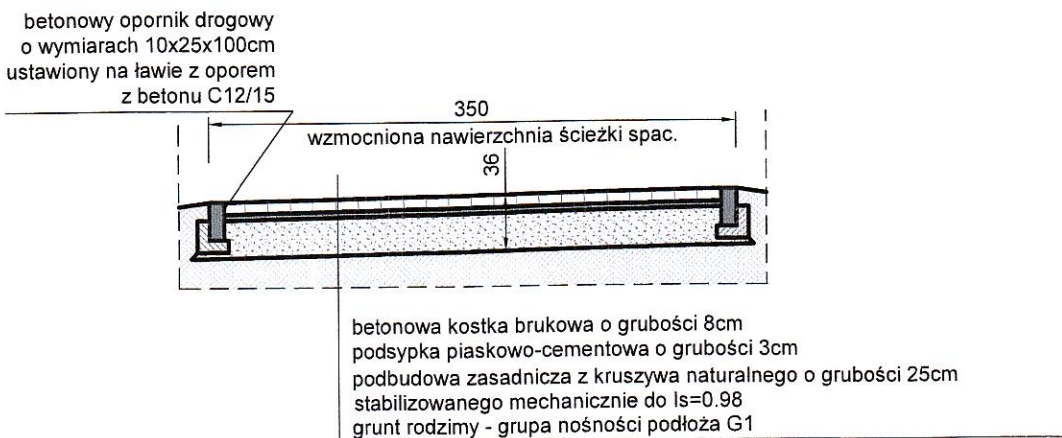 betonowy opornik drogowy
o wymiarach 10x25x100cm
ustawiony na ławie z oporem
z betonu C12/15
350
wzmocniona nawierzchnia ścieżki spac.
36
betonowa kostka brukowa o grubości 8cm
podsypka piaskowo-cementowa o grubości 3cm
podbudowa zasadnicza z kruszywa naturalnego o grubości 25cm
stabilizowanego mechanicznie do Is=0.98
grunt rodzimy - grupa nośności podłoża G1